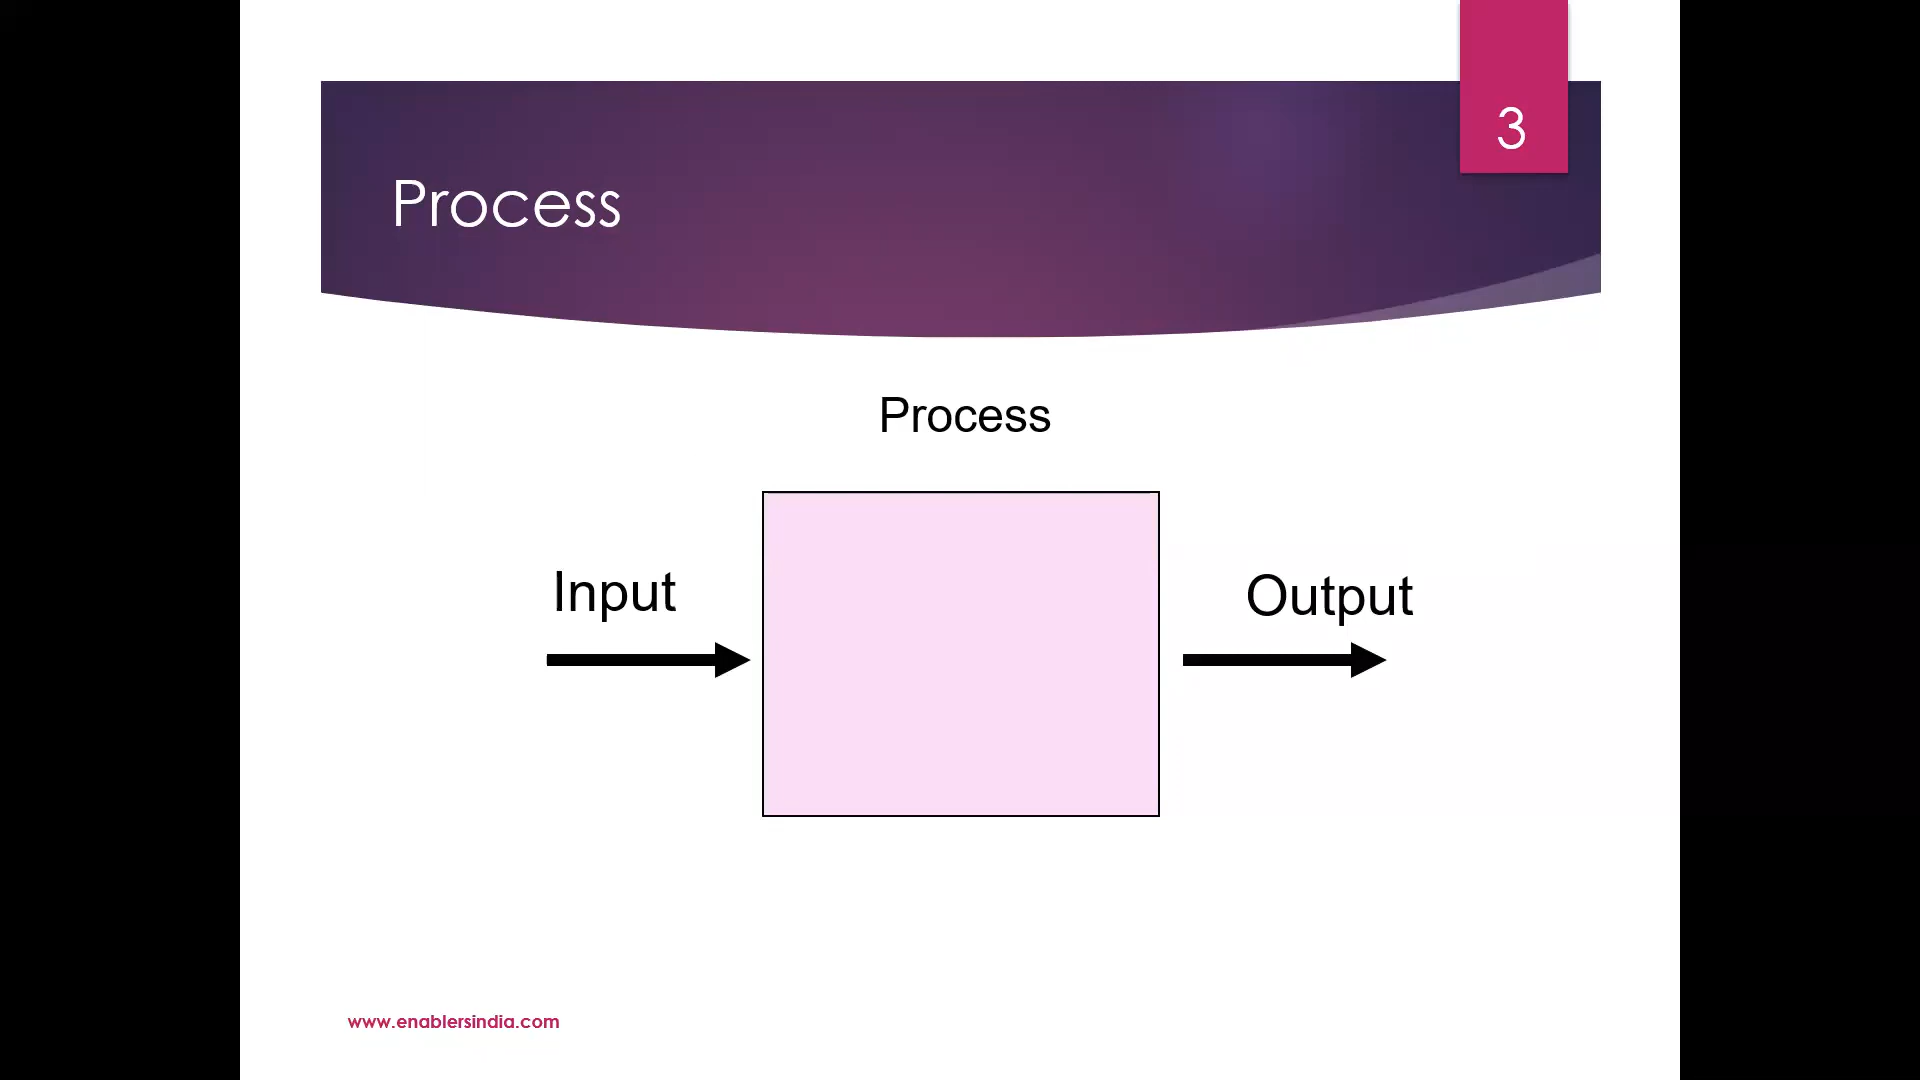 3
Process
Process
Input
Output
www.enablersindia.com